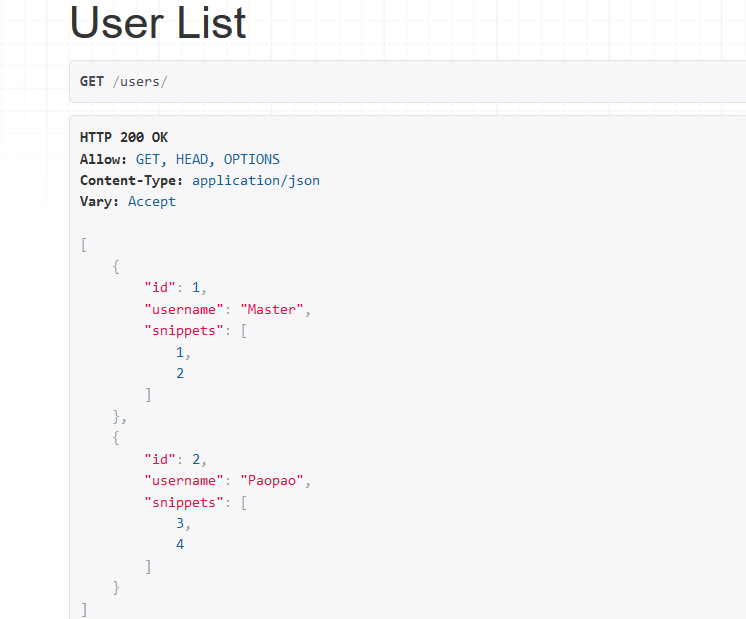 User List
GET /users/
HTTP 200 OK
Allow: GET, HEAD, OPTIONS
Content-Type: application/json
Vary: Accept
[
    {
        "id": 1,
        "username": "Master",
        "snippets": [
            1,
            2
        ]
    },
    {
        "id": 2,
        "username": "Paopao",
        "snippets": [
            3,
            4
        ]
    }
]